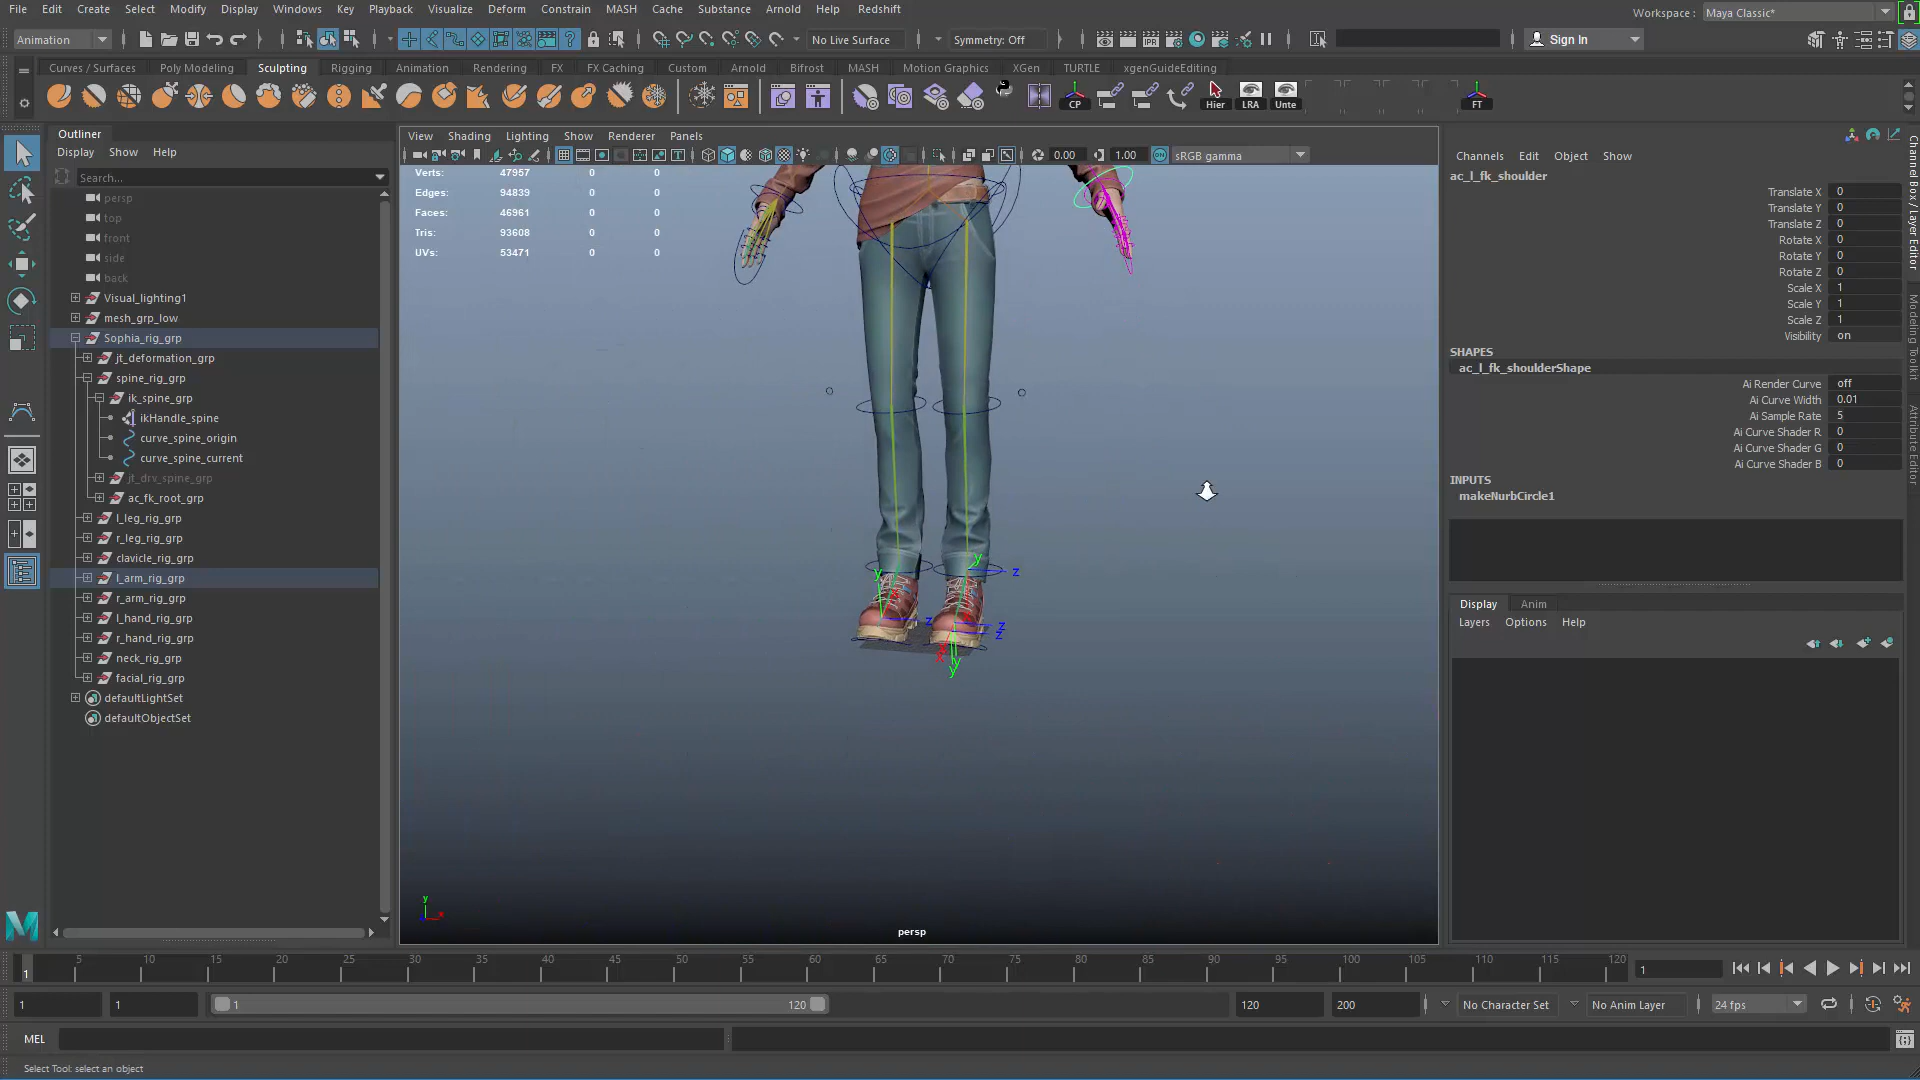 File Edit Create Select Modify Display Windows Key Playback Visualize Deform Constrain MASH Cache Substance Arnold Help Redshift
Workspace : Maya Classic*
Animation No Live Surface Symmetry: Off Sign In
Curves / Surfaces Poly Modeling Sculpting Rigging Animation Rendering FX FX Caching Custom Arnold Bifrost MASH Motion Graphics XGen TURTLE xgenGuideEditing
CP Hier LRA Unte FT
Outliner
Display Show Help
Search...
persp
top
front
side
back
Visual_lighting1
mesh_grp_low
Sophia_rig_grp
jt_deformation_grp
spine_rig_grp
ik_spine_grp
ikHandle_spine
curve_spine_origin
curve_spine_current
jt_drv_spine_grp
ac_fk_root_grp
l_leg_rig_grp
r_leg_rig_grp
clavicle_rig_grp
l_arm_rig_grp
r_arm_rig_grp
l_hand_rig_grp
r_hand_rig_grp
neck_rig_grp
facial_rig_grp
defaultLightSet
defaultObjectSet
View Shading Lighting Show Renderer Panels
0.00 1.00 sRGB gamma
Verts: 47957 0 0
Edges: 94839 0 0
Faces: 46961 0 0
Tris: 93608 0 0
UVs: 53471 0 0
y z
y
z z
z
x
x y
y
y
x
persp
Channels Edit Object Show
ac_l_fk_shoulder
Translate X 0
Translate Y 0
Translate Z 0
Rotate X 0
Rotate Y 0
Rotate Z 0
Scale X 1
Scale Y 1
Scale Z 1
Visibility on
SHAPES
ac_l_fk_shoulderShape
Ai Render Curve off
Ai Curve Width 0.01
Ai Sample Rate 5
Ai Curve Shader R 0
Ai Curve Shader G 0
Ai Curve Shader B 0
INPUTS
makeNurbCircle1
Display Anim
Layers Options Help
Channel Box / Layer Editor
Modeling Toolkit
Attribute Editor
1 5 10 15 20 25 30 35 40 45 50 55 60 65 70 75 80 85 90 95 100 105 110 115 120 1
1 1 1 120 120 200 No Character Set No Anim Layer 24 fps
MEL
Select Tool: select an object